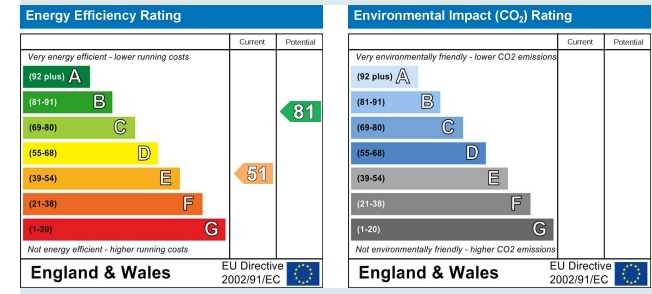 Energy Efficiency Rating
Current Potential
Very energy efficient - lower running costs
(92 plus) A
(81-91) B
81
(69-80) C
(55-68) D
(39-54) E
51
(21-38) F
(1-20) G
Not energy efficient - higher running costs
England & Wales
EU Directive
2002/91/EC
Environmental Impact (CO₂) Rating
Current Potential
Very environmentally friendly - lower CO2 emissions
(92 plus) A
(81-91) B
(69-80) C
(55-68) D
(39-54) E
(21-38) F
(1-20) G
Not environmentally friendly - higher CO2 emissions
England & Wales
EU Directive
2002/91/EC